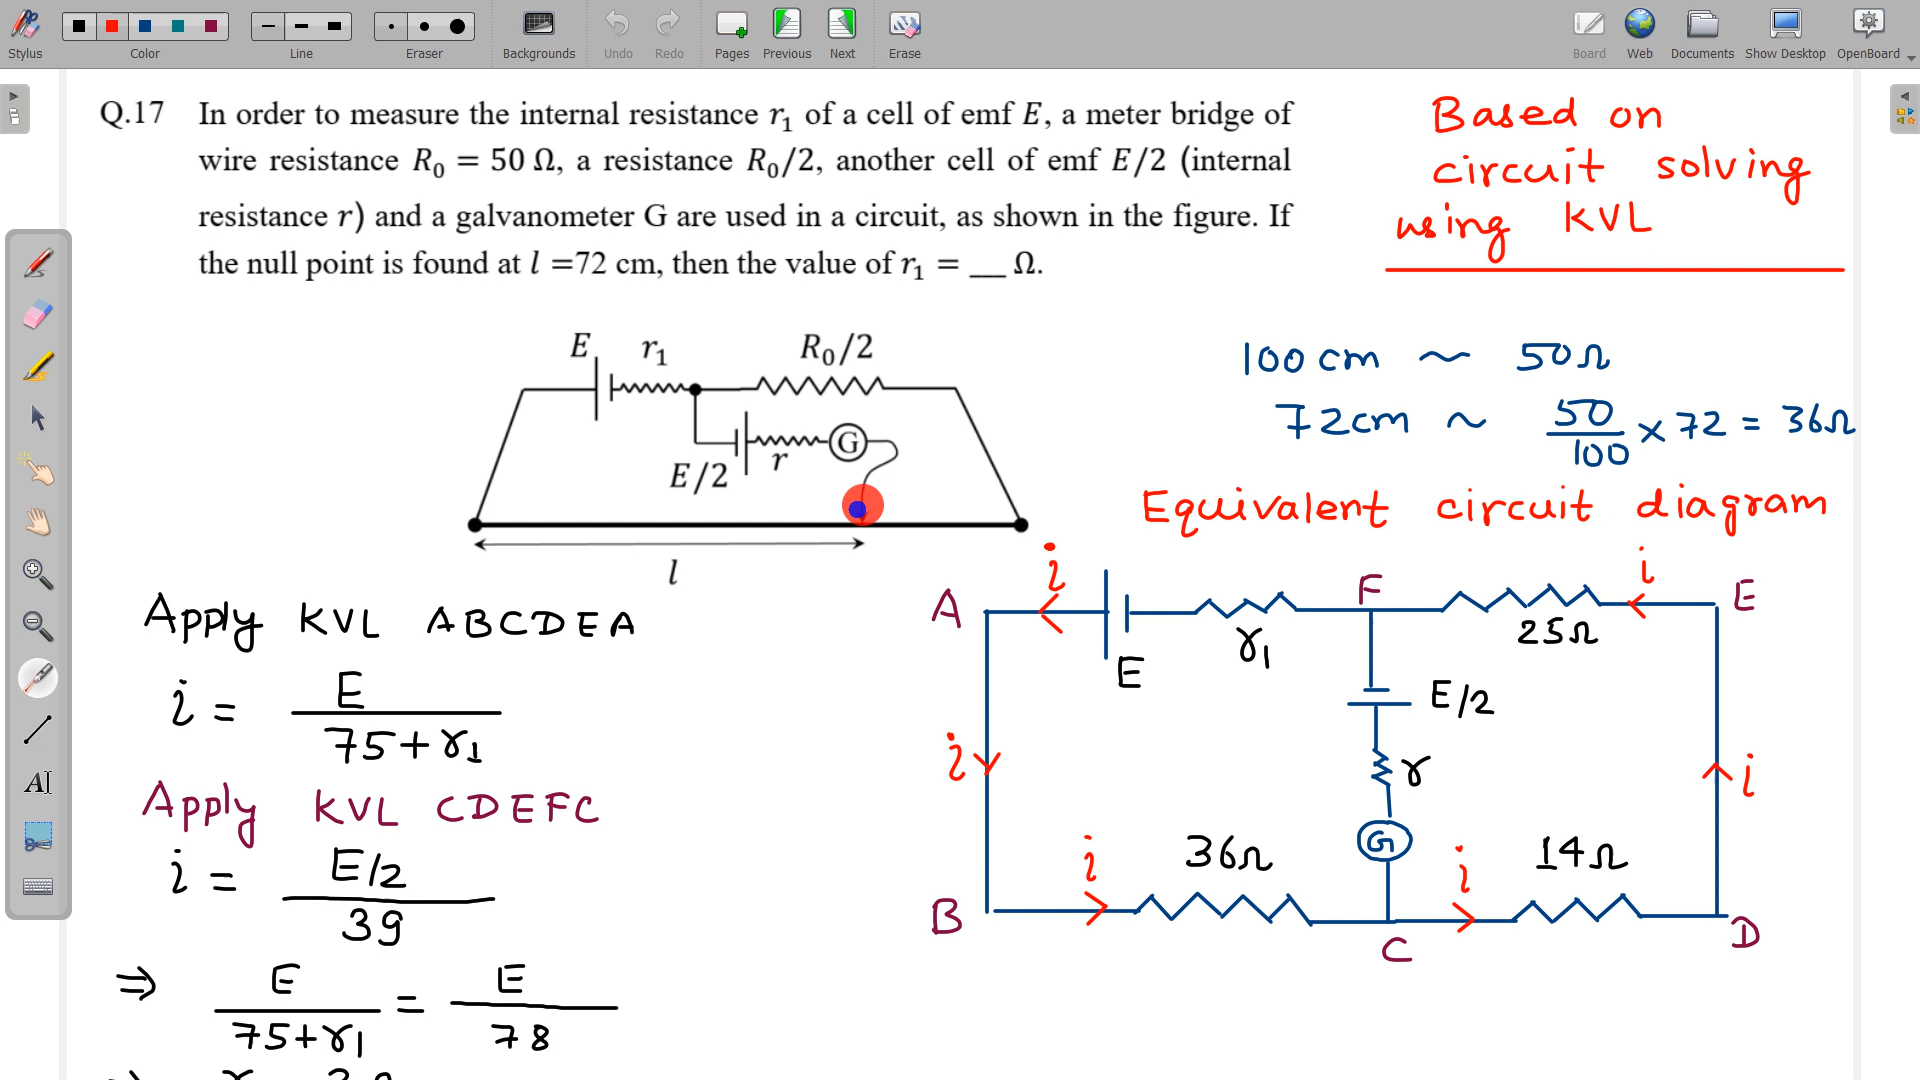 Stylus
Color
Line
Eraser
Backgrounds
Undo
Redo
Pages
Previous
Next
Erase
Board
Web
Documents
Show Desktop
OpenBoard
Q.17 In order to measure the internal resistance r₁ of a cell of emf E, a meter bridge of
wire resistance R₀ = 50 Ω, a resistance R₀/2, another cell of emf E/2 (internal
resistance r) and a galvanometer G are used in a circuit, as shown in the figure. If
the null point is found at l =72 cm, then the value of r₁ = __ Ω.
Based on
circuit solving
using KVL
E
r₁
R₀/2
E/2
r
G
l
100 cm ~ 50Ω
72cm ~ 50/100 × 72 = 36Ω
Equivalent circuit diagram
A
i
E
r₁
F
25Ω
i
E
E/2
r
G
i
i
B
i
36Ω
C
i
14Ω
D
Apply KVL ABCDEA
i = E/75+r₁
Apply KVL CDEFC
i = E/2/39
⇒ E/75+r₁ = E/78
AI